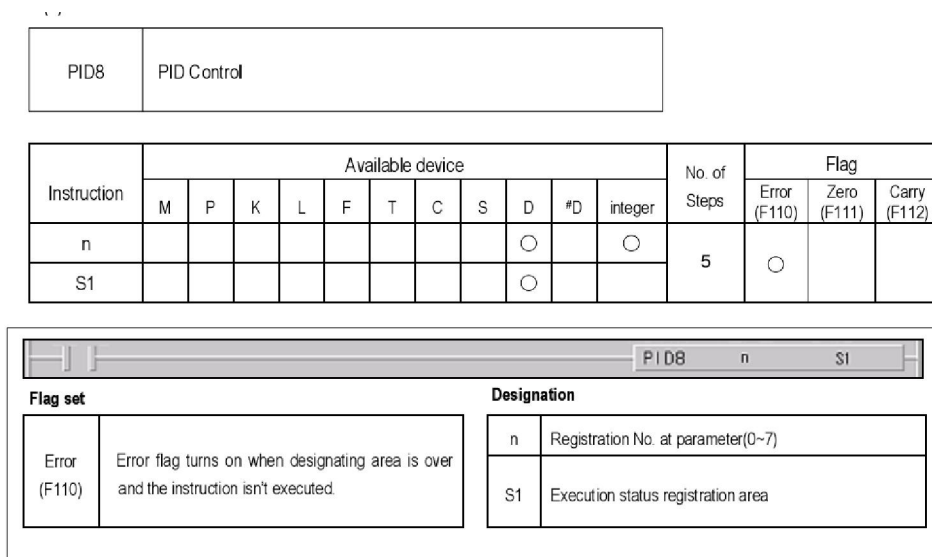 PID8 PID Control
Instruction Available device No. of Steps Flag
M P K L F T C S D #D integer Error (F110) Zero (F111) Carry (F112)
n ○ ○ 5 ○
S1 ○
PID8 n S1
Flag set
Error (F110)
Error flag turns on when designating area is over
and the instruction isn't executed.
Designation
n Registration No. at parameter(0~7)
S1 Execution status registration area